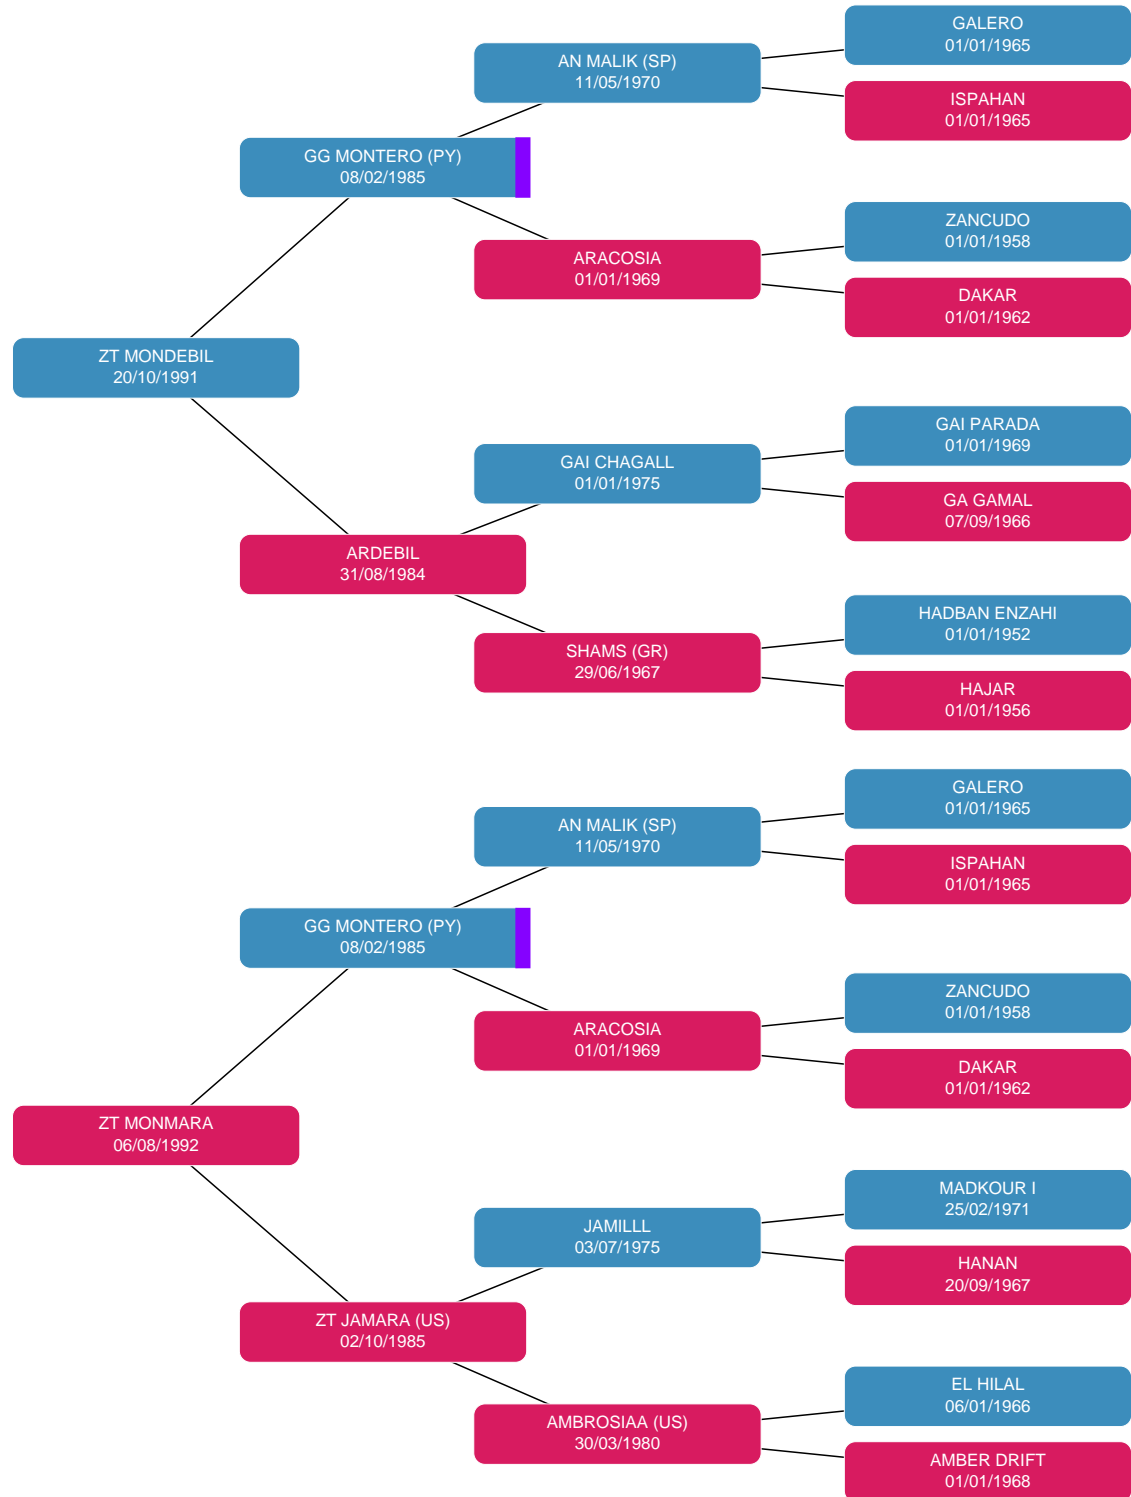 GALERO
01/01/1965
AN MALIK (SP)
11/05/1970
ISPAHAN
01/01/1965
GG MONTERO (PY)
08/02/1985
ZANCUDO
01/01/1958
ARACOSIA
01/01/1969
DAKAR
01/01/1962
ZT MONDEBIL
20/10/1991
GAI PARADA
01/01/1969
GAI CHAGALL
01/01/1975
GA GAMAL
07/09/1966
ARDEBIL
31/08/1984
HADBAN ENZAHI
01/01/1952
SHAMS (GR)
29/06/1967
HAJAR
01/01/1956
GALERO
01/01/1965
AN MALIK (SP)
11/05/1970
ISPAHAN
01/01/1965
GG MONTERO (PY)
08/02/1985
ZANCUDO
01/01/1958
ARACOSIA
01/01/1969
DAKAR
01/01/1962
ZT MONMARA
06/08/1992
MADKOUR I
25/02/1971
JAMILLL
03/07/1975
HANAN
20/09/1967
ZT JAMARA (US)
02/10/1985
EL HILAL
06/01/1966
AMBROSIAA (US)
30/03/1980
AMBER DRIFT
01/01/1968